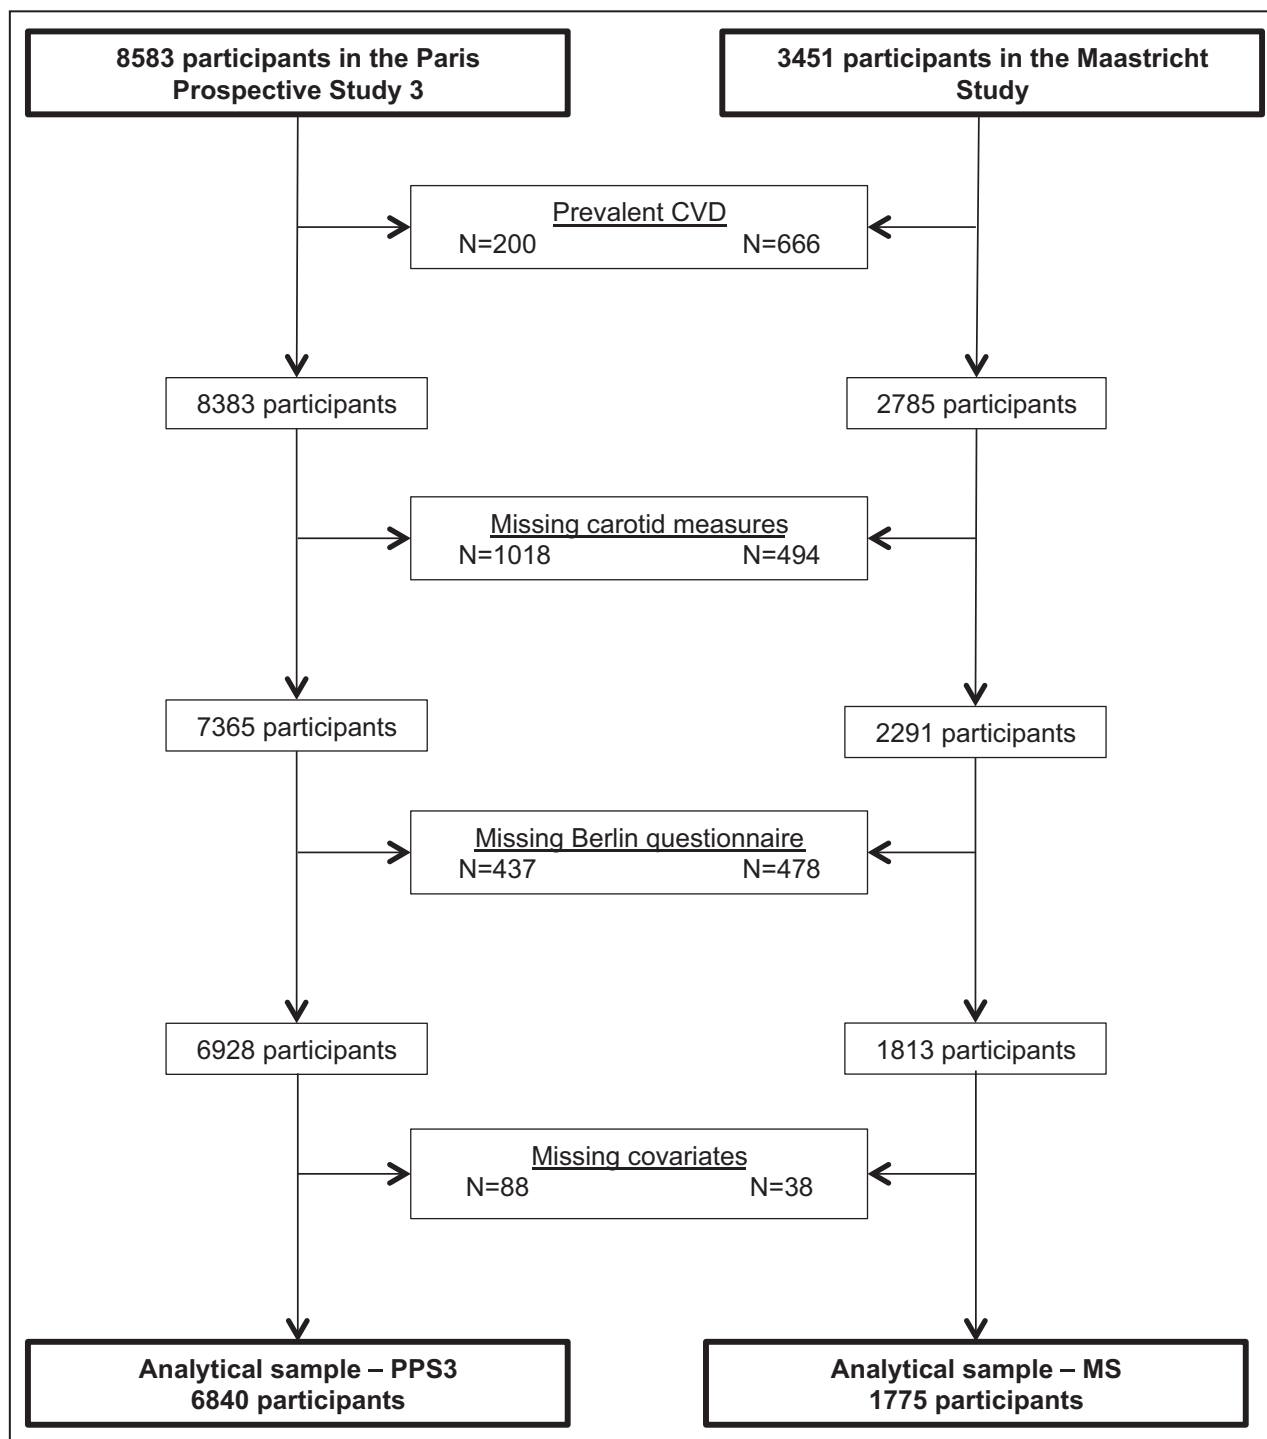 8583 participants in the Paris
Prospective Study 3
3451 participants in the Maastricht
Study
Prevalent CVD
N=200 N=666
8383 participants
2785 participants
Missing carotid measures
N=1018 N=494
7365 participants
2291 participants
Missing Berlin questionnaire
N=437 N=478
6928 participants
1813 participants
Missing covariates
N=88 N=38
Analytical sample – PPS3
6840 participants
Analytical sample – MS
1775 participants